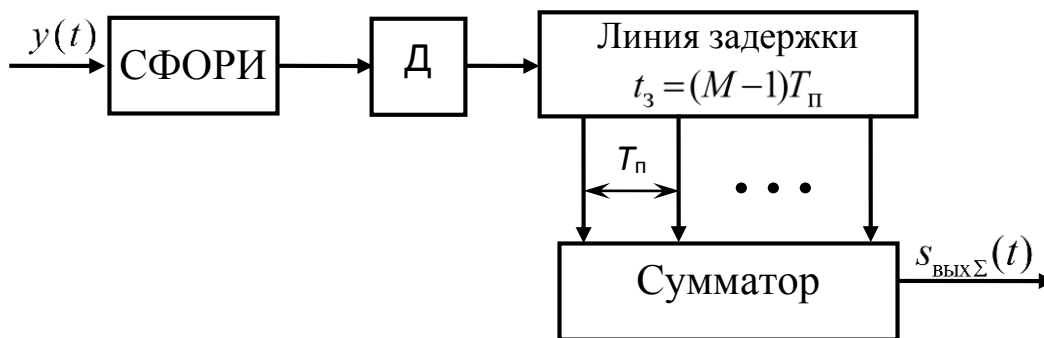 y(t)
СФОРИ
Д
Линия задержки
t_з = (M − 1)T_п
T_п
• • •
Сумматор
s_вых Σ(t)